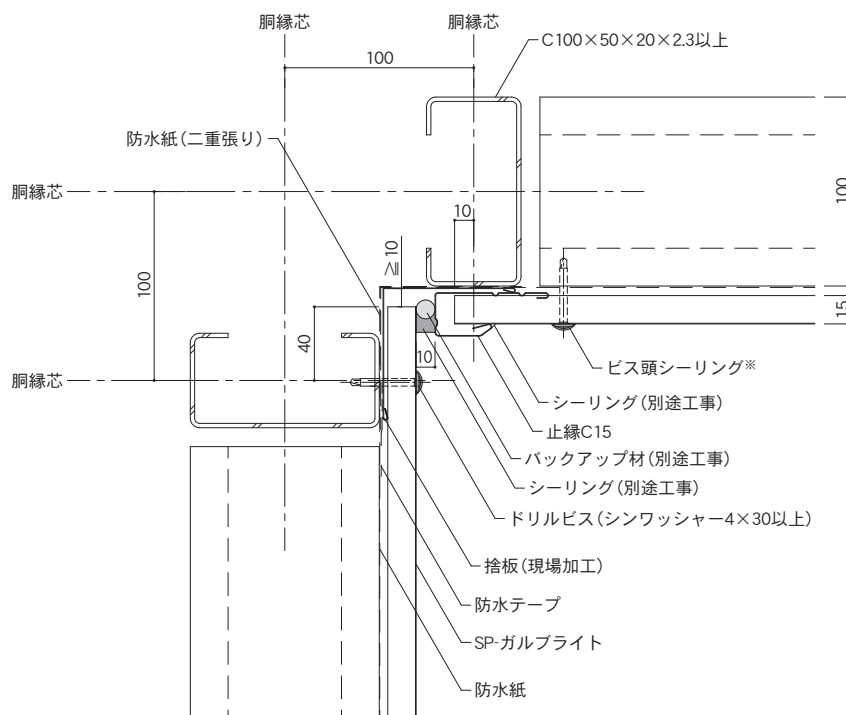 胴縁芯
胴縁芯
C100×50×20×2.3以上
100
防水紙(二重張り)
胴縁芯
10
100
≧10
100
15
40
10
ビス頭シーリング※
胴縁芯
シーリング(別途工事)
止縁C15
バックアップ材(別途工事)
シーリング(別途工事)
ドリルビス(シンワッシャー4×30以上)
捨板(現場加工)
防水テープ
SP-ガルブライト
防水紙